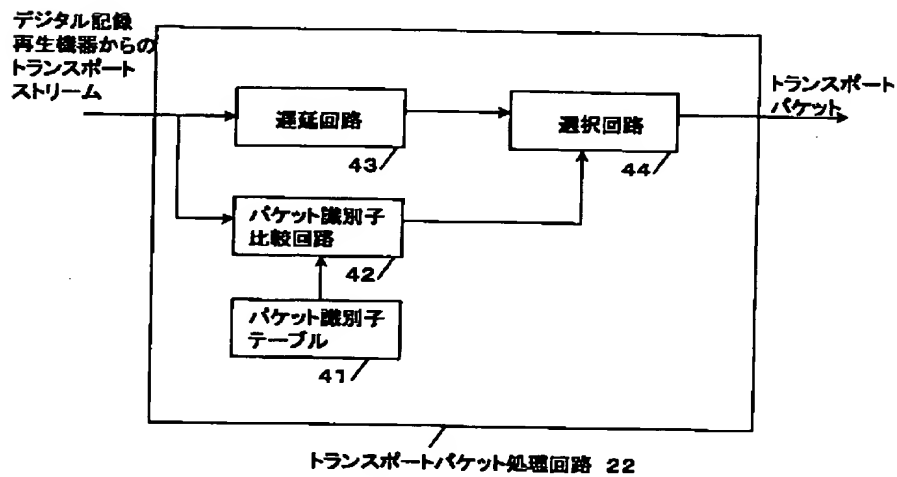 デジタル記録
再生機器からの
トランスポート
ストリーム
遅延回路
43
選択回路
44
トランスポート
パケット
パケット識別子
比較回路
42
パケット識別子
テーブル
41
トランスポートパケット処理回路 22